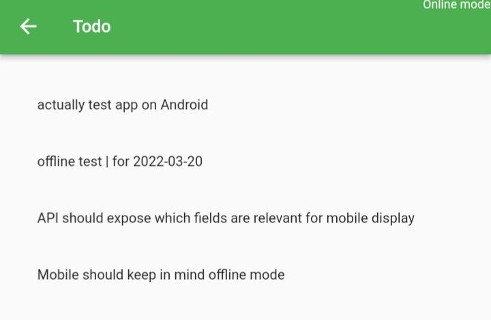 Online mode
Todo
actually test app on Android
offline test | for 2022-03-20
API should expose which fields are relevant for mobile display
Mobile should keep in mind offline mode